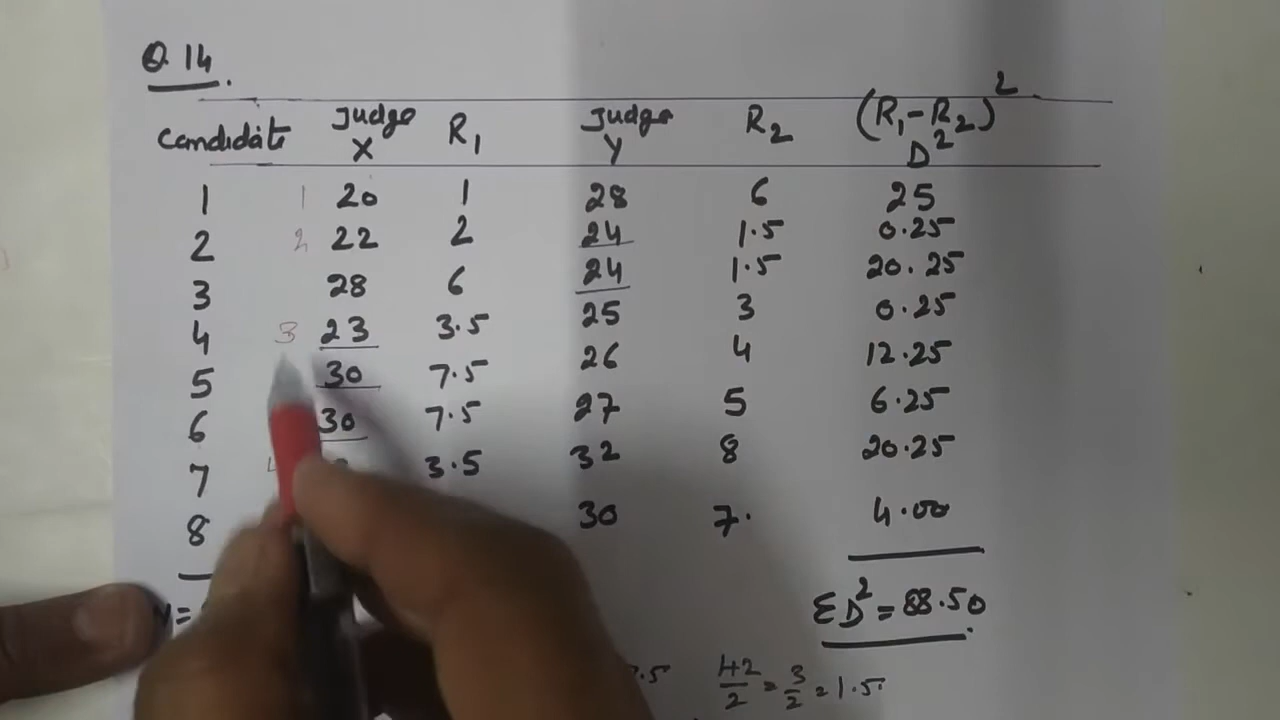 Q. 14.
Candidate Judge X R₁ Judge Y R₂ (R₁-R₂)² D²
1 1 20 1 28 6 25
2 2 22 2 24 1.5 0.25
3 28 6 24 1.5 20.25
4 3 23 3.5 25 3 0.25
5 30 7.5 26 4 12.25
6 30 7.5 27 5 6.25
7 4 3.5 32 8 20.25
8 30 7. 4.00
N= ΣD² = 88.50.
.5 1+2/2 = 3/2 = 1.5